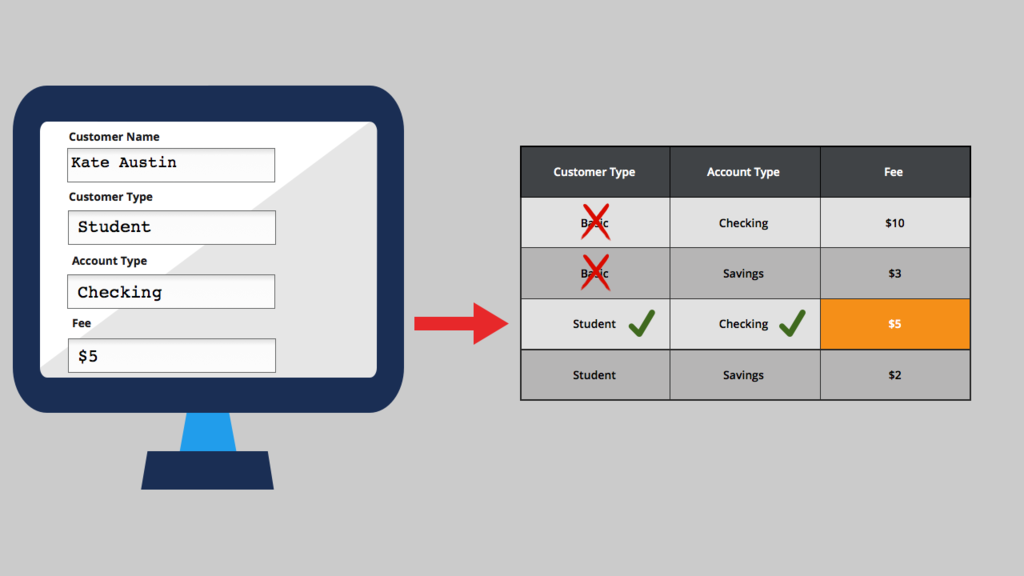 Customer Name
Kate Austin
Customer Type
Student
Account Type
Checking
Fee
$5
Customer Type Account Type Fee
Basic Checking $10
Basic Savings $3
Student Checking $5
Student Savings $2